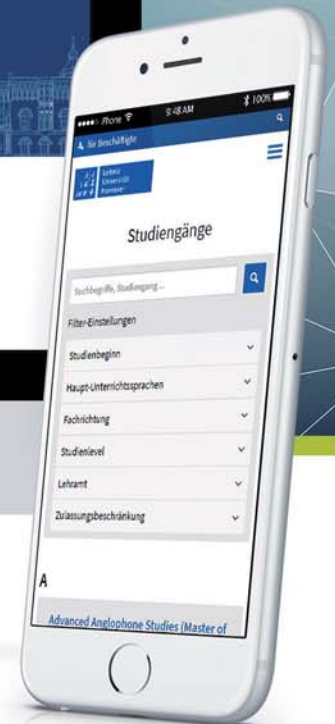 Phone 9:48 AM 100%
für Beschäftigte
Leibniz
Universität
Hannover
Studiengänge
Suchbegriffe, Studiengang...
Filter-Einstellungen
Studienbeginn
Haupt-Unterrichtssprachen
Fachrichtung
Studienlevel
Lehramt
Zulassungsbeschränkung
A
Advanced Anglophone Studies (Master of